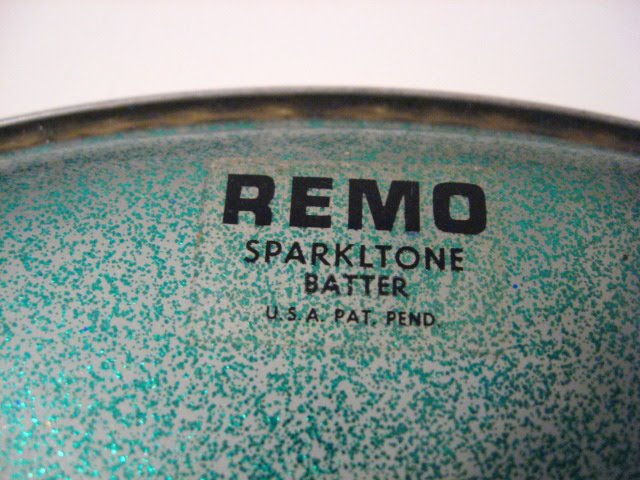 REMO
SPARKLTONE
BATTER
U.S.A. PAT. PEND.